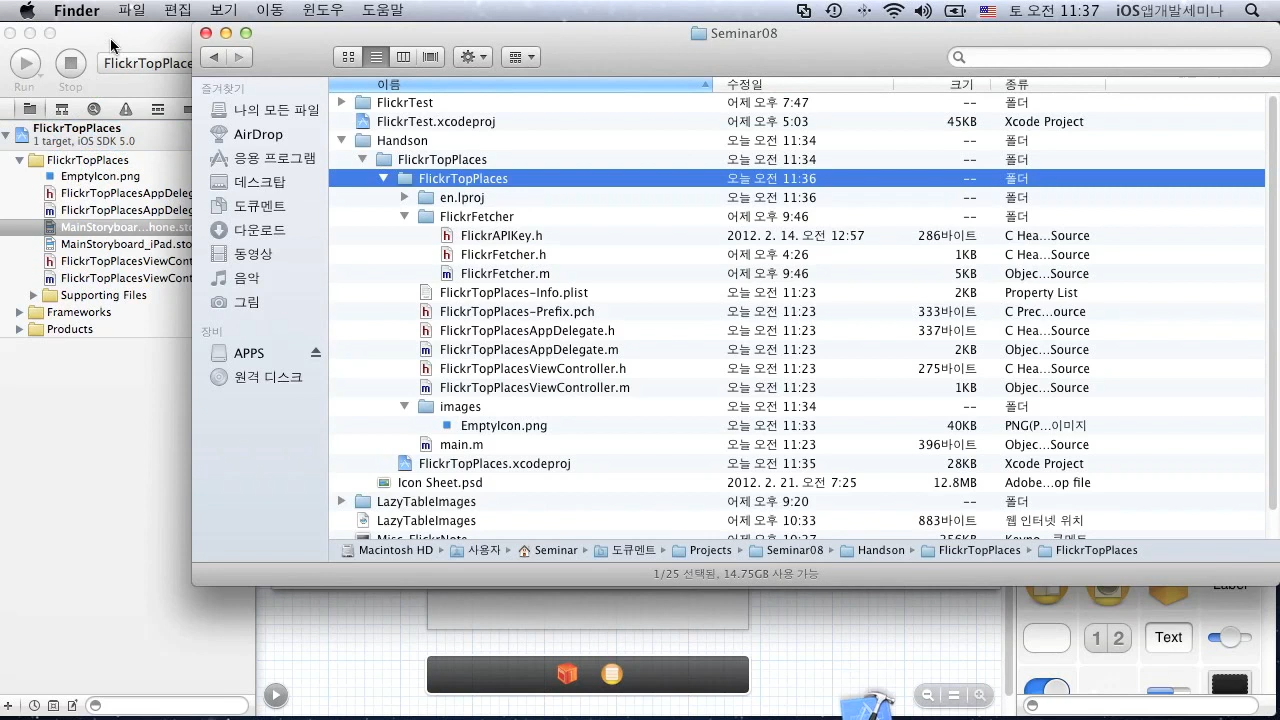 Finder 파일 편집 보기 이동 윈도우 도움말 토 오전 11:37 iOS앱개발세미나
Seminar08
FlickrTopPlace
Run Stop
FlickrTopPlaces
1 target, iOS SDK 5.0
FlickrTopPlaces
EmptyIcon.png
FlickrTopPlacesAppDeleg
FlickrTopPlacesAppDeleg
MainStoryboar...hone.sto
MainStoryboard_iPad.sto
FlickrTopPlacesViewCont
FlickrTopPlacesViewCont
Supporting Files
Frameworks
Products
즐겨찾기
나의 모든 파일
AirDrop
응용 프로그램
데스크탑
도큐멘트
다운로드
동영상
음악
그림
장비
APPS
원격 디스크
이름 수정일 크기 종류
FlickrTest 어제 오후 7:47 -- 폴더
FlickrTest.xcodeproj 어제 오후 5:03 45KB Xcode Project
Handson 오늘 오전 11:34 -- 폴더
FlickrTopPlaces 오늘 오전 11:34 -- 폴더
FlickrTopPlaces 오늘 오전 11:36 -- 폴더
en.lproj 오늘 오전 11:36 -- 폴더
FlickrFetcher 어제 오후 9:46 -- 폴더
FlickrAPIKey.h 2012. 2. 14. 오전 12:57 286바이트 C Hea...Source
FlickrFetcher.h 어제 오후 4:26 1KB C Hea...Source
FlickrFetcher.m 어제 오후 9:46 5KB Objec...Source
FlickrTopPlaces-Info.plist 오늘 오전 11:23 2KB Property List
FlickrTopPlaces-Prefix.pch 오늘 오전 11:23 333바이트 C Prec...ource
FlickrTopPlacesAppDelegate.h 오늘 오전 11:23 337바이트 C Hea...Source
FlickrTopPlacesAppDelegate.m 오늘 오전 11:23 2KB Objec...Source
FlickrTopPlacesViewController.h 오늘 오전 11:23 275바이트 C Hea...Source
FlickrTopPlacesViewController.m 오늘 오전 11:23 1KB Objec...Source
images 오늘 오전 11:34 -- 폴더
EmptyIcon.png 오늘 오전 11:33 40KB PNG(P...이미지
main.m 오늘 오전 11:23 396바이트 Objec...Source
FlickrTopPlaces.xcodeproj 오늘 오전 11:35 28KB Xcode Project
Icon Sheet.psd 2012. 2. 21. 오전 7:25 12.8MB Adobe...op file
LazyTableImages 어제 오후 9:20 -- 폴더
LazyTableImages 어제 오후 10:33 883바이트 웹 인터넷 위치
Macintosh HD 사용자 Seminar 도큐멘트 Projects Seminar08 Handson FlickrTopPlaces FlickrTopPlaces
1/25 선택됨, 14.75GB 사용 가능
Label
1 2 Text